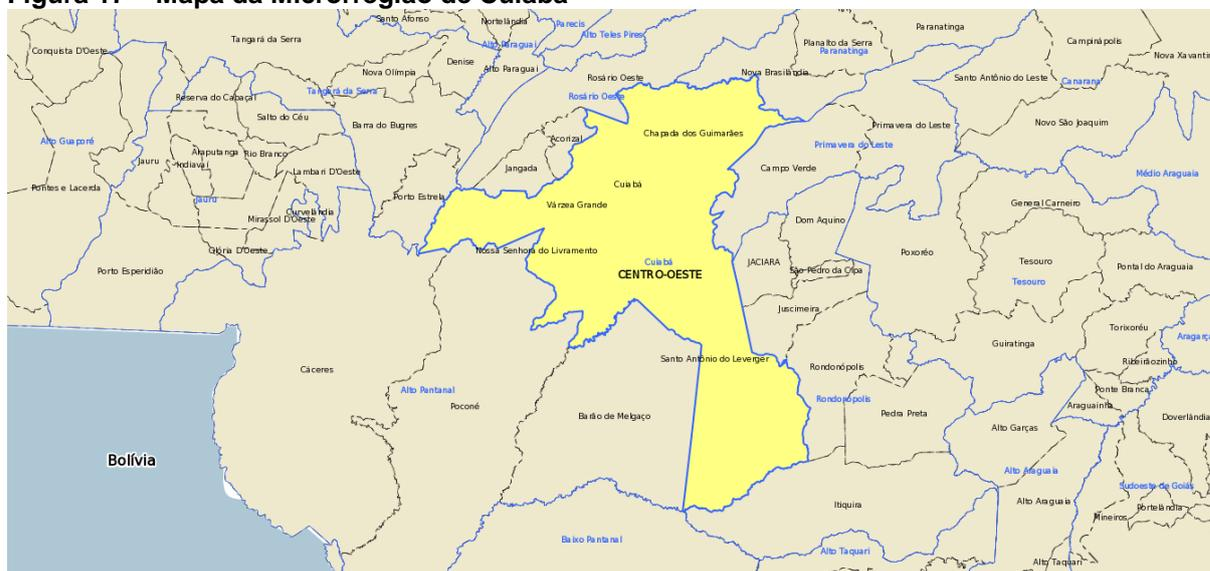 Figura 17 – Mapa da Microrregião de Cuiabá
Santo Afonso
Nortelândia
Parecis
Paranatinga
Tangará da Serra
Alto Paraguai
Alto Teles Pires
Planalto da Serra
Campinápolis
Conquista D'Oeste
Paranatinga
Denise
Nova Xavanti
Nova Olímpia
Alto Paraguai
Rosário Oeste
Nova Brasilândia
Santo Antônio do Leste
Canarana
Tangará da Serra
Reserva do Cabaçal
Rosário Oeste
Salto do Céu
Barra do Bugres
Chapada dos Guimarães
Primavera do Leste
Novo São Joaquim
Alto Guaporé
Acorizal
Primavera do Leste
Araputanga
Rio Branco
Jauru
Indiavaí
Jangada
Campo Verde
Lambari D'Oeste
Médio Araguaia
Pontes e Lacerda
Cuiabá
Jauru
Porto Estrela
Várzea Grande
General Carneiro
Curvelândia
Mirassol D'Oeste
Dom Aquino
Glória D'Oeste
Nossa Senhora do Livramento
Poxoréo
Cuiabá
JACIARA
Tesouro
Pontal do Araguaia
Porto Esperidião
CENTRO-OESTE
São Pedro da Cipa
Tesouro
Juscimeira
Torixoréu
Aragarç
Guiratinga
Santo Antônio do Leverger
Ribeirãozinho
Cáceres
Rondonópolis
Alto Pantanal
Ponte Branca
Rondonópolis
Poconé
Araguainha
Barão de Melgaço
Pedra Preta
Doverlândia
Alto Garças
Bolívia
Alto Araguaia
Sudoeste de Goiás
Itiquira
Alto Araguaia
Portelândia
Mineiros
Baixo Pantanal
Alto Taquari
Alto Taquari